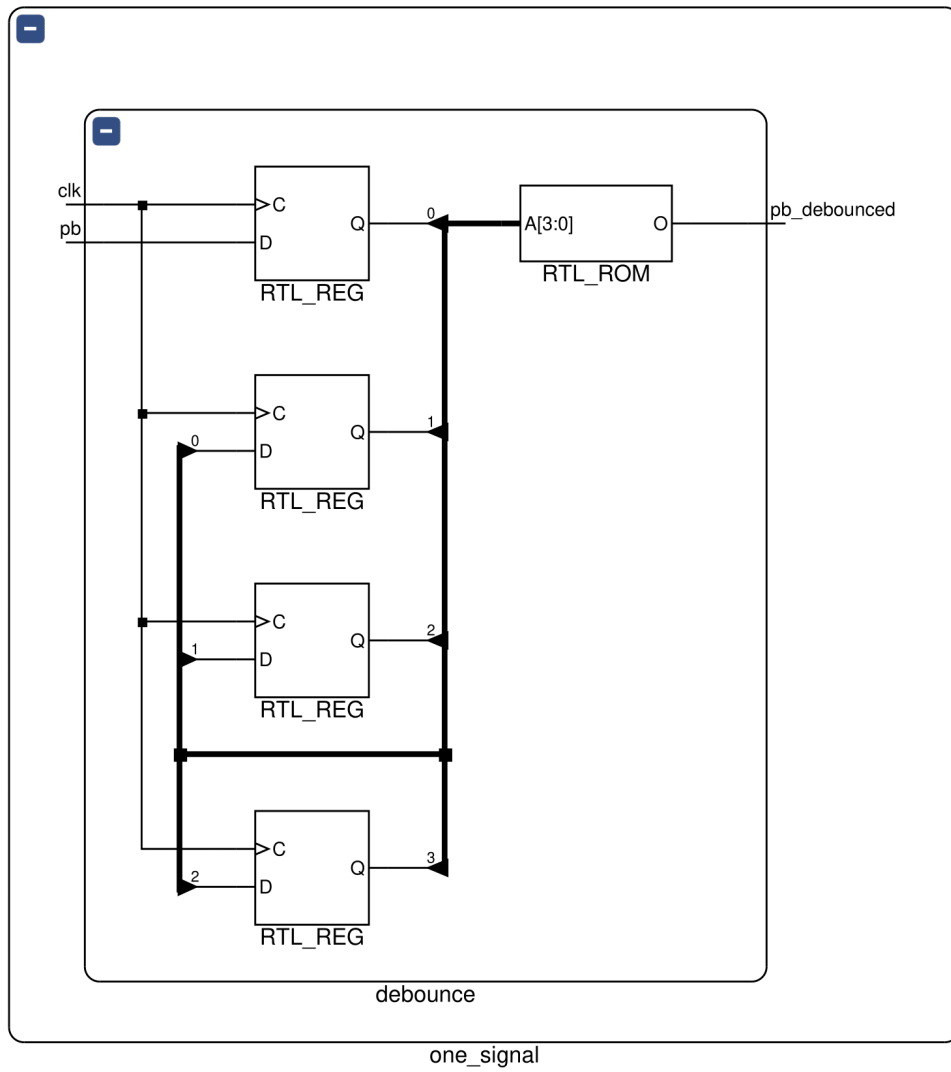 clk
pb
C
D
Q
RTL_REG
0
A[3:0]
O
RTL_ROM
pb_debounced
C
D
Q
RTL_REG
0
1
C
D
Q
RTL_REG
1
2
C
D
Q
RTL_REG
2
3
debounce
one_signal